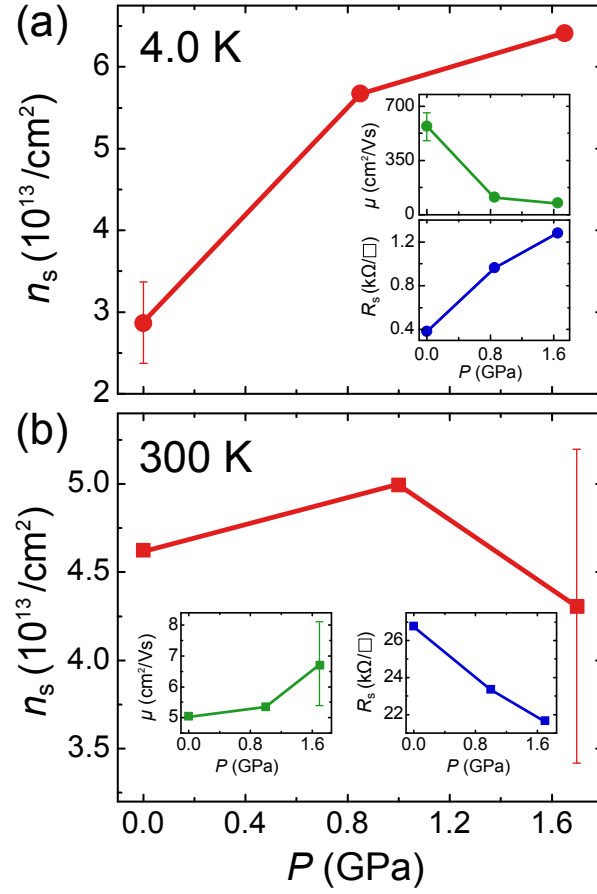 (a)
4.0 K
n_s (10^13/cm^2)
6
5
4
3
2
μ (cm²/Vs)
700
350
0
R_s (kΩ/□)
1.2
0.8
0.4
0.0 0.8 1.6
P (GPa)
(b)
300 K
n_s (10^13/cm^2)
5.0
4.5
4.0
3.5
μ (cm²/Vs)
8
7
6
5
0.0 0.8 1.6
P (GPa)
R_s (kΩ/□)
26
24
22
0.0 0.8 1.6
P (GPa)
0.0 0.4 0.8 1.2 1.6
P (GPa)